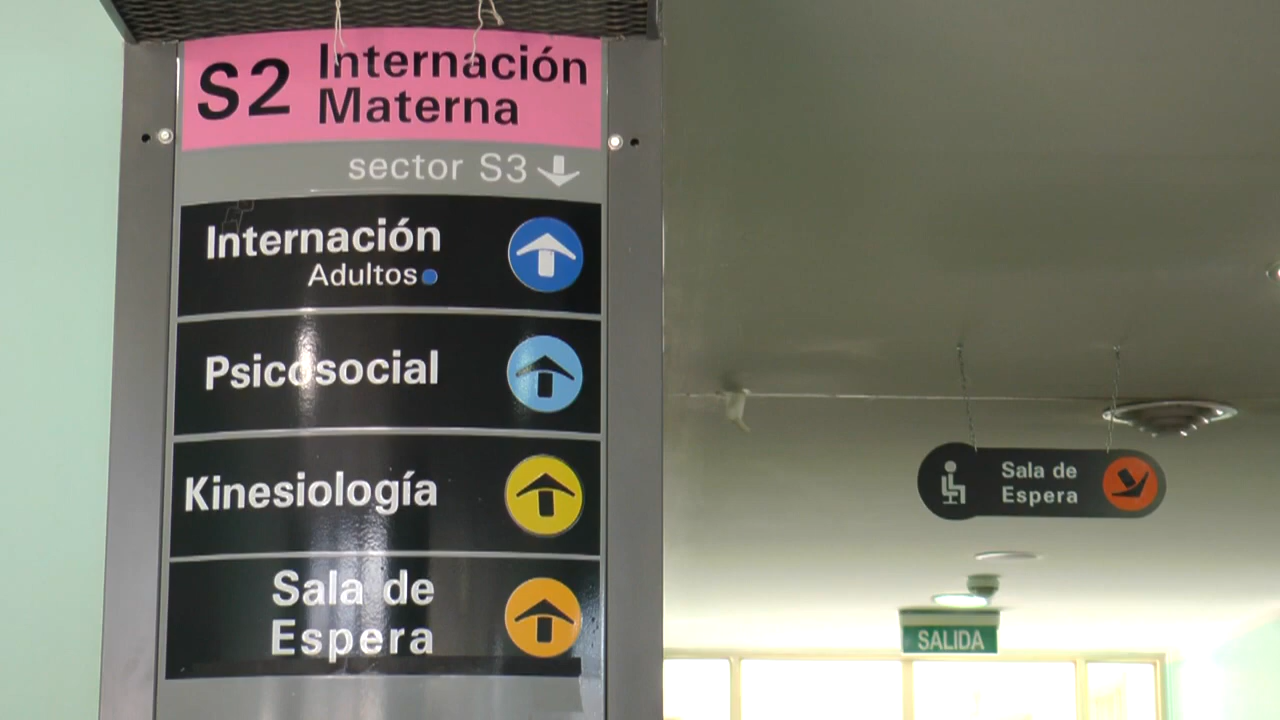 S2 Internación
Materna
sector S3
Internación
Adultos
Psicosocial
Kinesiología
Sala de
Espera
Sala de
Espera
SALIDA